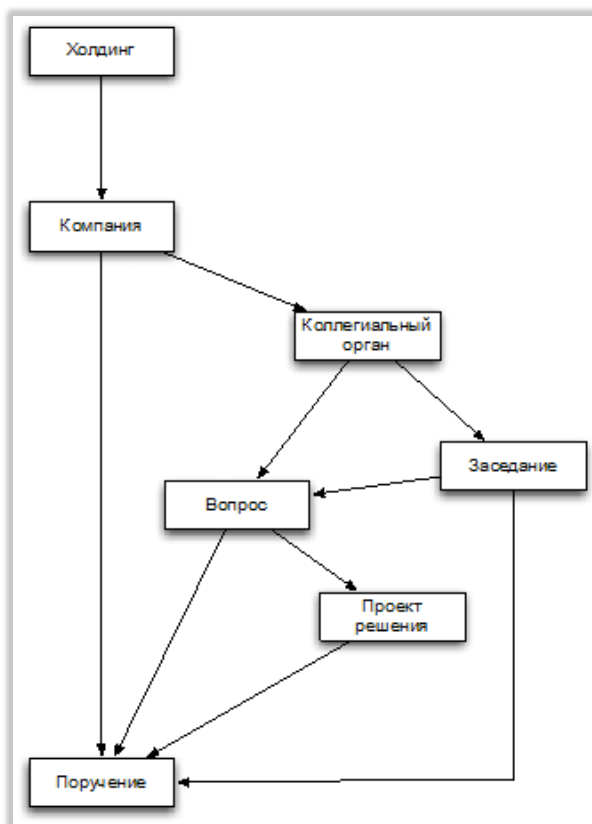 Холдинг
Компания
Коллегиальный
орган
Заседание
Вопрос
Проект
решения
Поручение